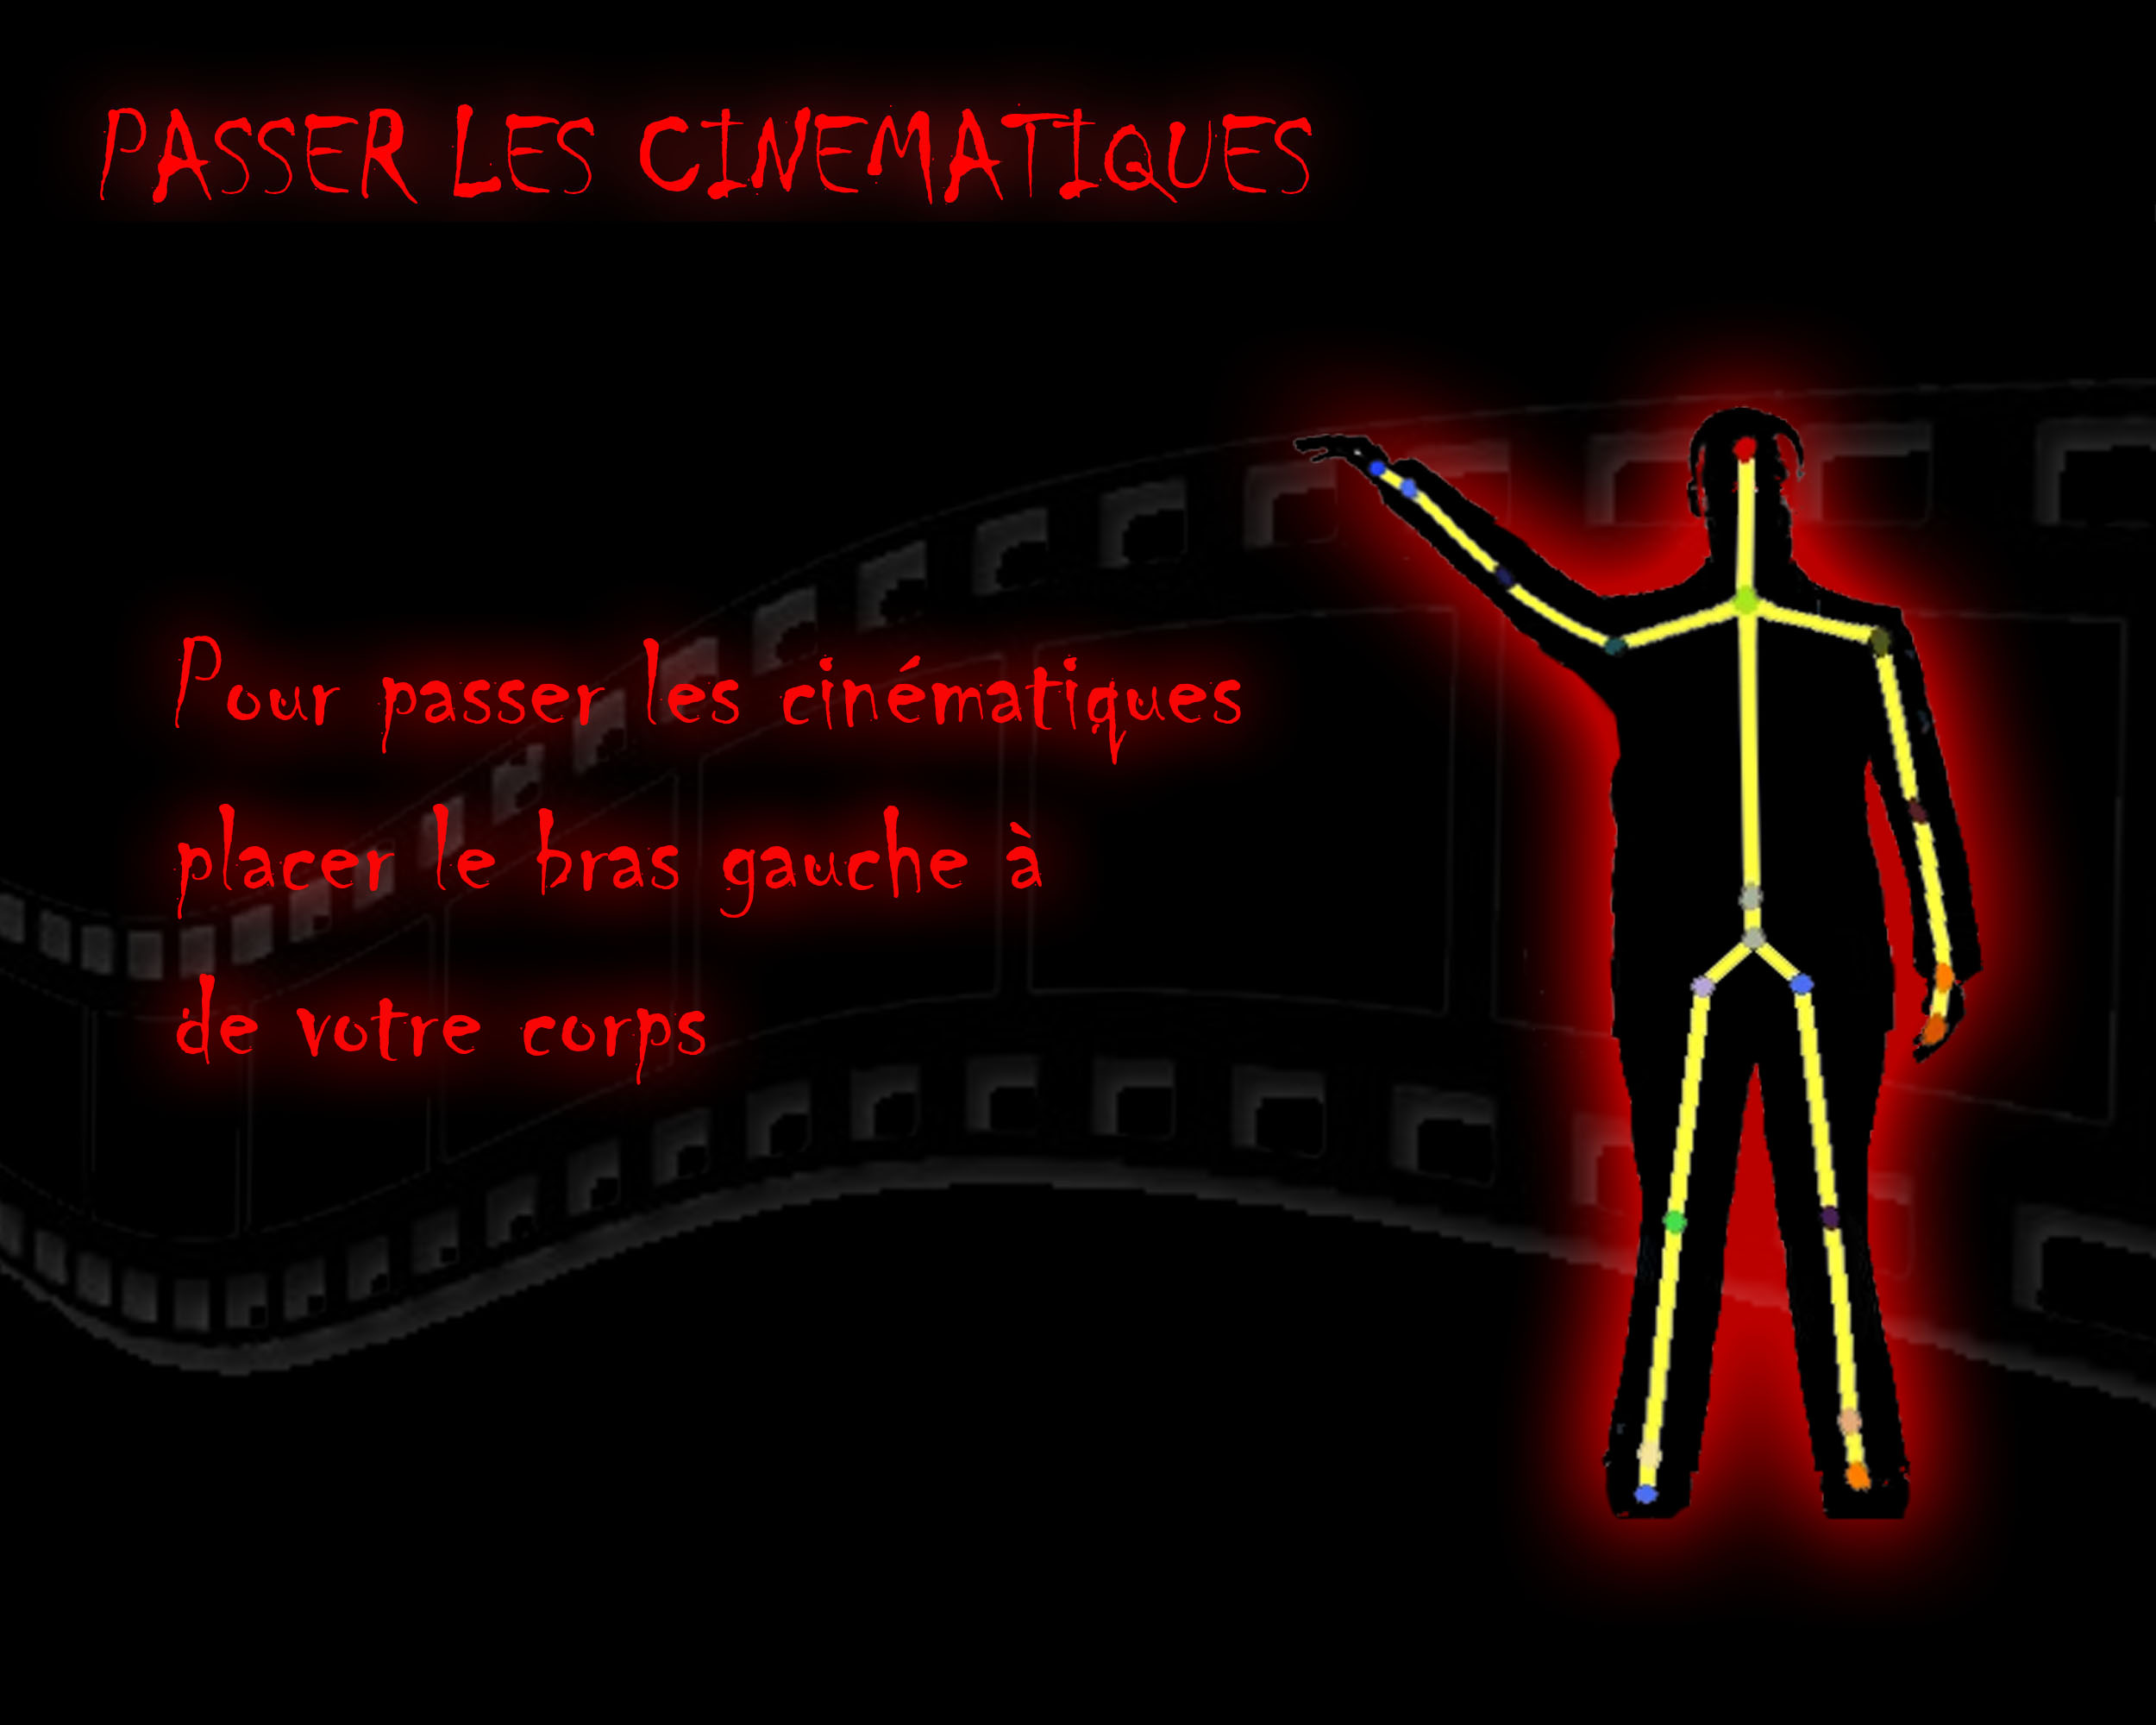 PASSER LES CINEMATIQUES
Pour passer les cinématiques
placer le bras gauche à
de votre corps